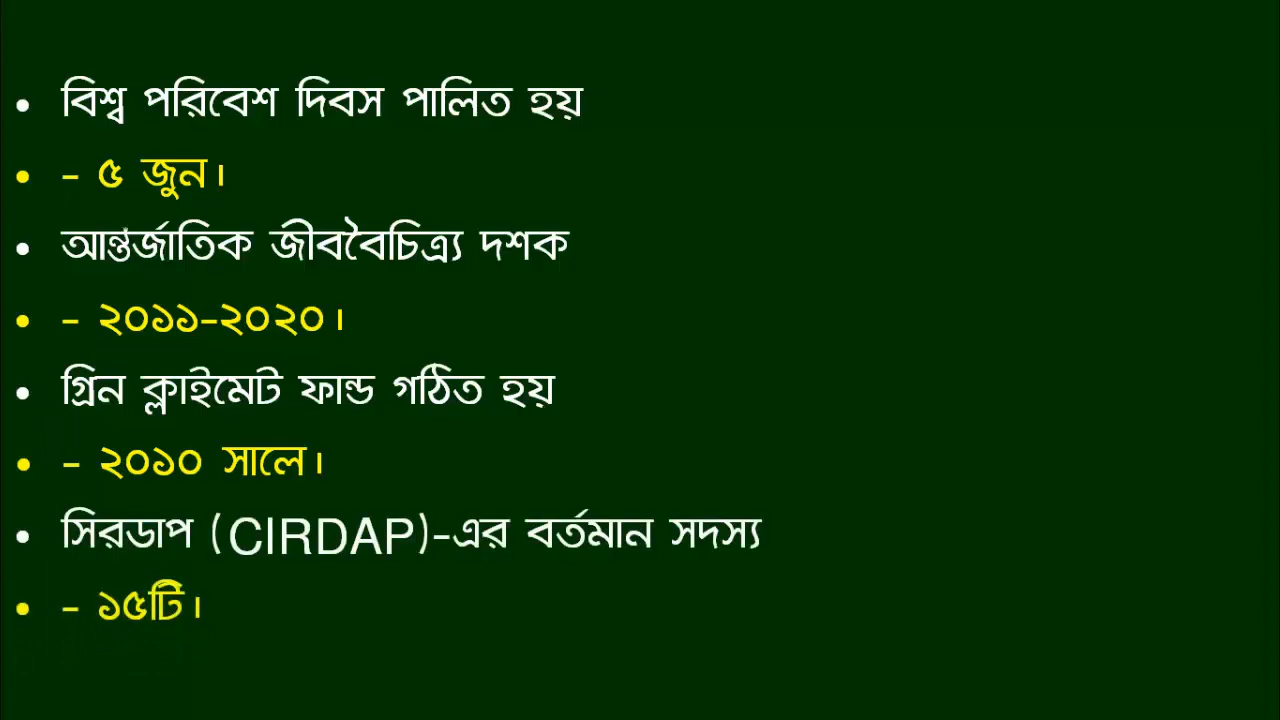 • বিশ্ব পরিবেশ দিবস পালিত হয়
• - ৫ জুন।
• আন্তর্জাতিক জীববৈচিত্র্য দশক
• - ২০১১-২০২০।
• গ্রিন ক্লাইমেট ফান্ড গঠিত হয়
• - ২০১০ সালে।
• সিরডাপ (CIRDAP)-এর বর্তমান সদস্য
• - ১৫টি।